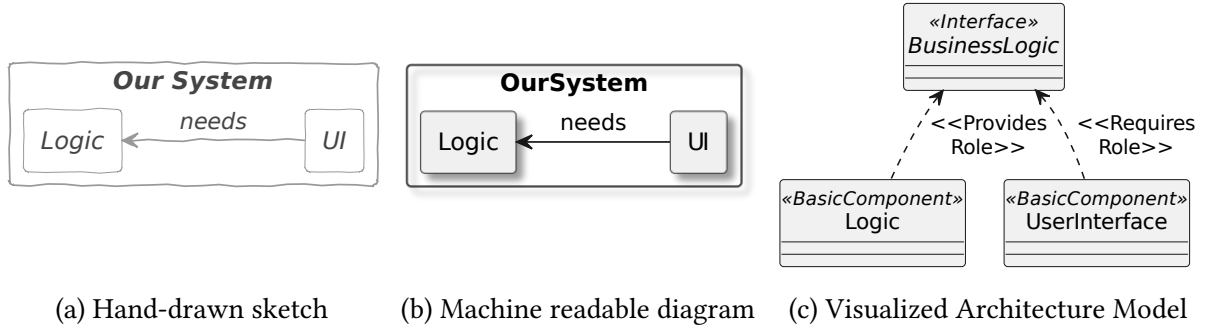 Our System
Logic
needs
UI
(a) Hand-drawn sketch
OurSystem
Logic
needs
UI
(b) Machine readable diagram
«Interface»
BusinessLogic
<<Provides
Role>>
<<Requires
Role>>
«BasicComponent»
Logic
«BasicComponent»
UserInterface
(c) Visualized Architecture Model